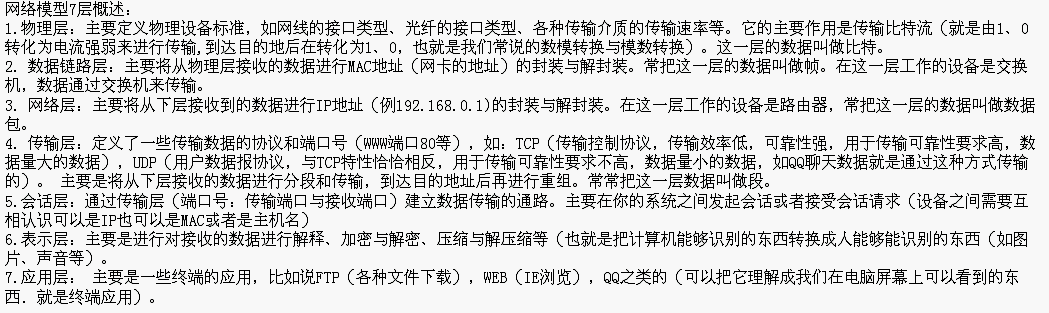 网络模型7层概述：
1.物理层：主要定义物理设备标准，如网线的接口类型、光纤的接口类型、各种传输介质的传输速率等。它的主要作用是传输比特流（就是由1、0
转化为电流强弱来进行传输,到达目的地后在转化为1、0，也就是我们常说的数模转换与模数转换）。这一层的数据叫做比特。
2. 数据链路层：主要将从物理层接收的数据进行MAC地址（网卡的地址）的封装与解封装。常把这一层的数据叫做帧。在这一层工作的设备是交换
机，数据通过交换机来传输。
3. 网络层：主要将从下层接收到的数据进行IP地址（例192.168.0.1)的封装与解封装。在这一层工作的设备是路由器，常把这一层的数据叫做数据
包。
4. 传输层：定义了一些传输数据的协议和端口号（WWW端口80等），如：TCP（传输控制协议，传输效率低，可靠性强，用于传输可靠性要求高，数
据量大的数据），UDP（用户数据报协议，与TCP特性恰恰相反，用于传输可靠性要求不高，数据量小的数据，如QQ聊天数据就是通过这种方式传输
的）。 主要是将从下层接收的数据进行分段和传输，到达目的地址后再进行重组。常常把这一层数据叫做段。
5.会话层：通过传输层（端口号：传输端口与接收端口）建立数据传输的通路。主要在你的系统之间发起会话或者接受会话请求（设备之间需要互
相认识可以是IP也可以是MAC或者是主机名）
6.表示层：主要是进行对接收的数据进行解释、加密与解密、压缩与解压缩等（也就是把计算机能够识别的东西转换成人能够能识别的东西（如图
片、声音等）。
7.应用层： 主要是一些终端的应用，比如说FTP（各种文件下载），WEB（IE浏览），QQ之类的（可以把它理解成我们在电脑屏幕上可以看到的东
西．就是终端应用）。